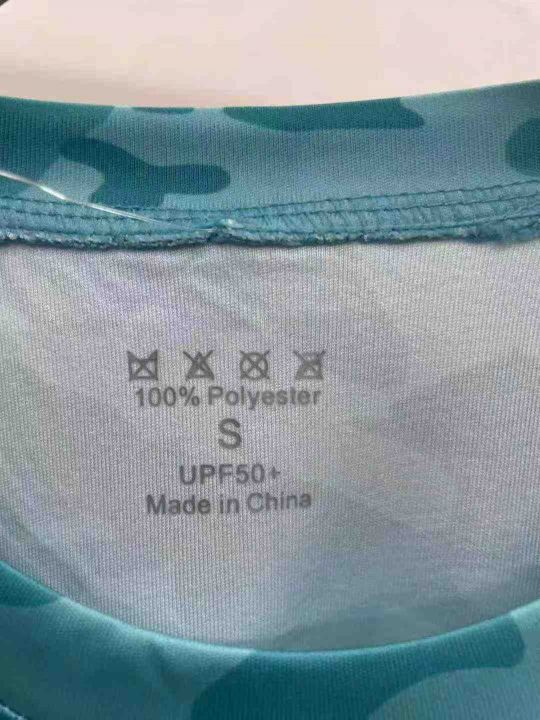 100% Polyester
S
UPF50+
Made in China